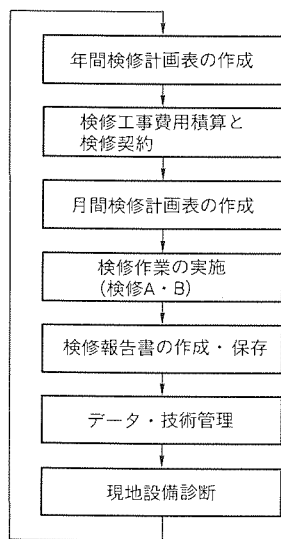 年間検修計画表の作成
検修工事費用積算と
検修契約
月間検修計画表の作成
検修作業の実施
(検修A・B)
検修報告書の作成・保存
データ・技術管理
現地設備診断